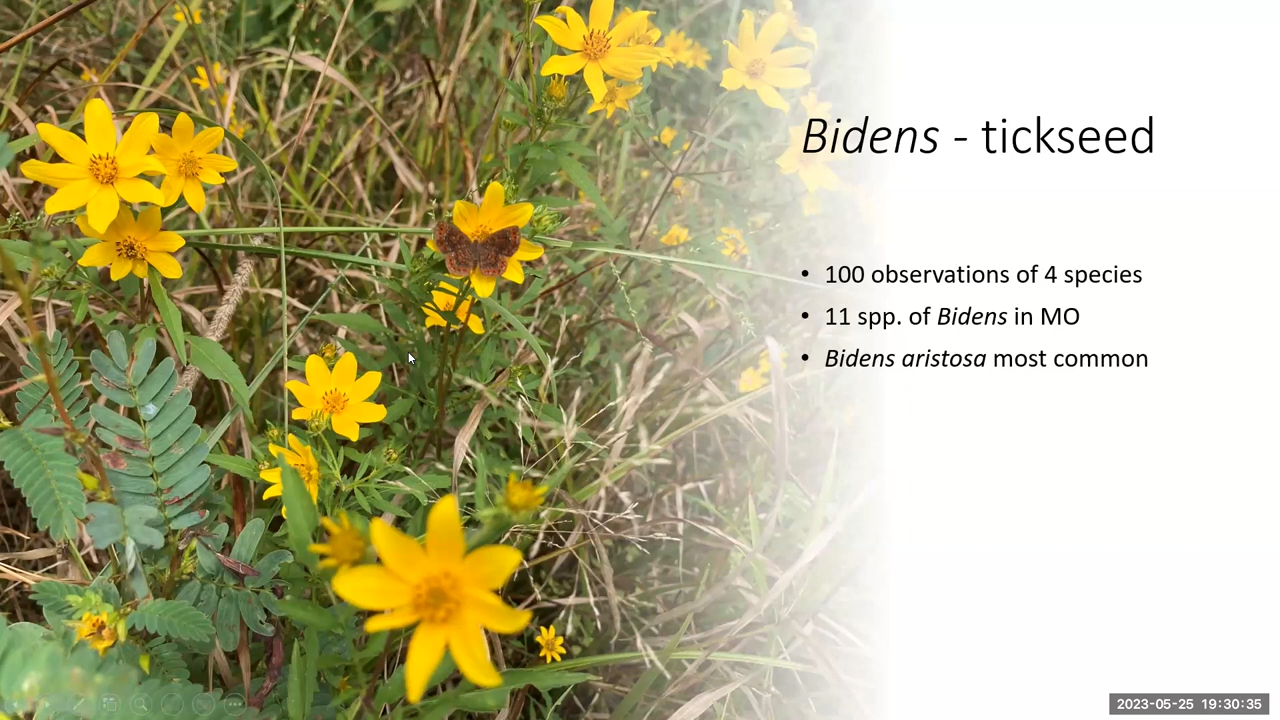 Bidens - tickseed
• 100 observations of 4 species
• 11 spp. of Bidens in MO
• Bidens aristosa most common
2023-05-25 19:30:35